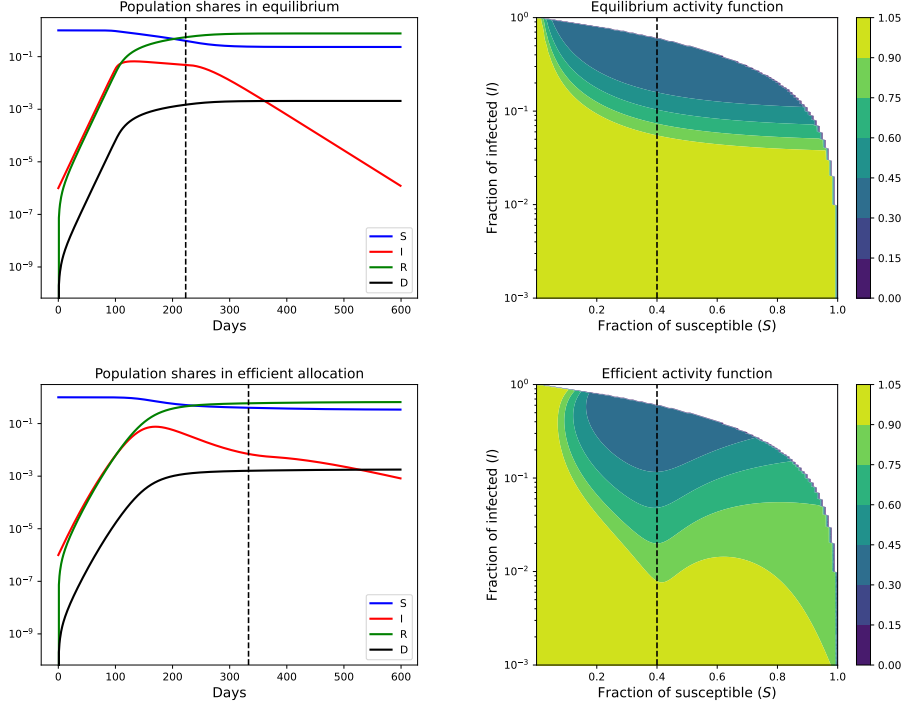 Population shares in equilibrium
10⁻¹
10⁻³
10⁻⁵
10⁻⁷
10⁻⁹
S
I
R
D
0 100 200 300 400 500 600
Days
Equilibrium activity function
Fraction of infected (I)
10⁰
10⁻¹
10⁻²
10⁻³
0.2 0.4 0.6 0.8 1.0
Fraction of susceptible (S)
1.05
0.90
0.75
0.60
0.45
0.30
0.15
0.00
Population shares in efficient allocation
10⁻¹
10⁻³
10⁻⁵
10⁻⁷
10⁻⁹
S
I
R
D
0 100 200 300 400 500 600
Days
Efficient activity function
Fraction of infected (I)
10⁰
10⁻¹
10⁻²
10⁻³
0.2 0.4 0.6 0.8 1.0
Fraction of susceptible (S)
1.05
0.90
0.75
0.60
0.45
0.30
0.15
0.00